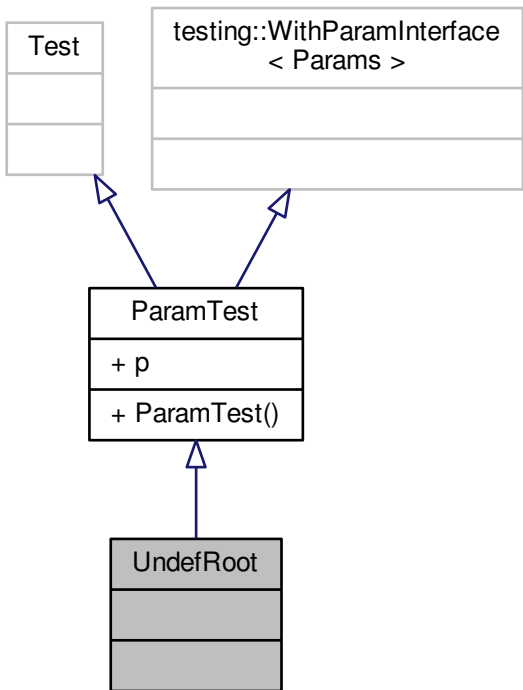 Test
testing::WithParamInterface
< Params >
ParamTest
+ p
+ ParamTest()
UndefRoot